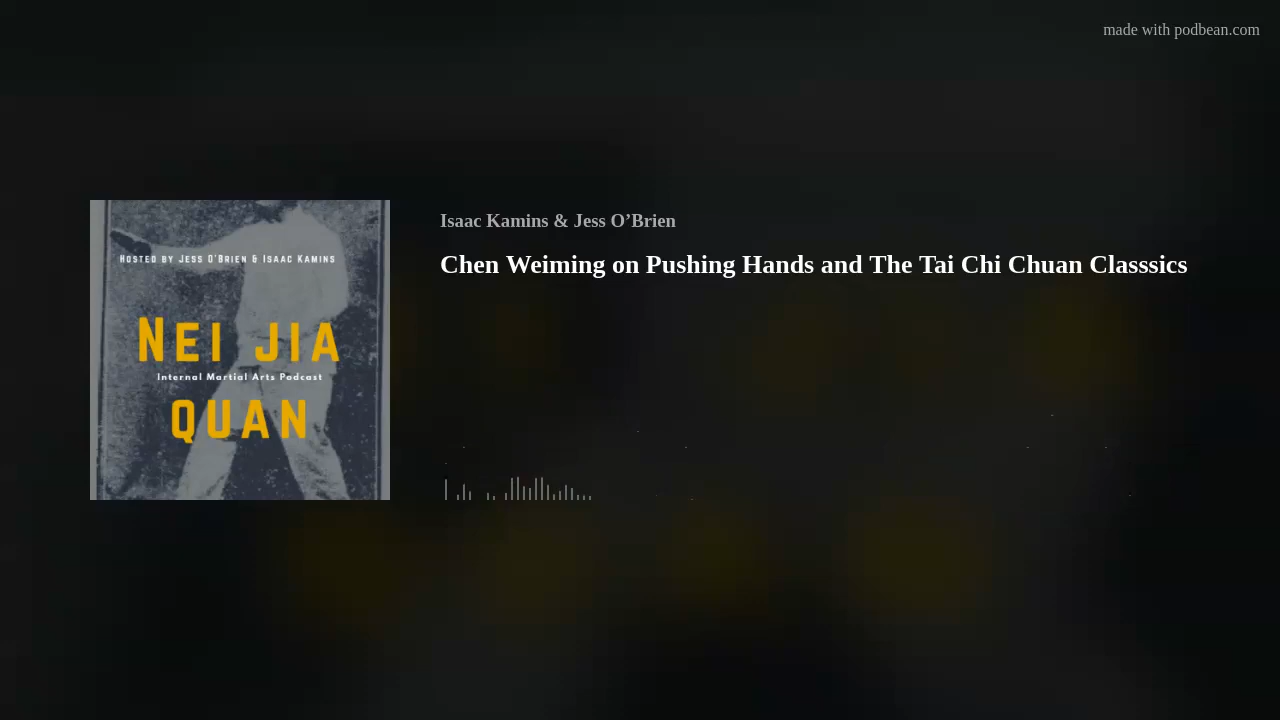 made with podbean.com
Isaac Kamins & Jess O’Brien
Chen Weiming on Pushing Hands and The Tai Chi Chuan Classsics
Hosted by Jess O'Brien & Isaac Kamins
Nei jia
Internal Martial Arts Podcast
Quan